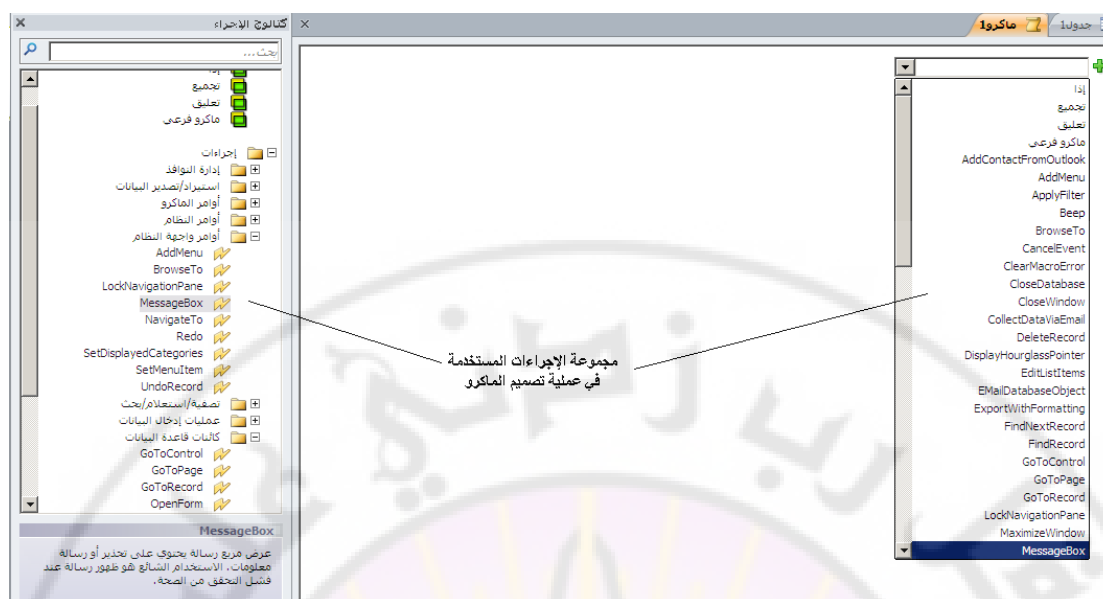 جدول1
ماكرو1
إذا
تجميع
تعليق
ماكرو فرعي
AddContactFromOutlook
AddMenu
ApplyFilter
Beep
BrowseTo
CancelEvent
ClearMacroError
CloseDatabase
CloseWindow
CollectDataViaEmail
DeleteRecord
DisplayHourglassPointer
EditListItems
EMailDatabaseObject
ExportWithFormatting
FindNextRecord
FindRecord
GoToControl
GoToPage
GoToRecord
LockNavigationPane
MaximizeWindow
MessageBox
مجموعة الإجراءات المستخدمة
في عملية تصميم الماكرو
كتالوج الإجراء
بحث...
إذا
تجميع
تعليق
ماكرو فرعي
إجراءات
إدارة النوافذ
استيراد/تصدير البيانات
أوامر الماكرو
أوامر النظام
أوامر واجهة النظام
AddMenu
BrowseTo
LockNavigationPane
MessageBox
NavigateTo
Redo
SetDisplayedCategories
SetMenuItem
UndoRecord
تصفية/استعلام/بحث
عمليات إدخال البيانات
كائنات قاعدة البيانات
GoToControl
GoToPage
GoToRecord
OpenForm
MessageBox
عرض مربع رسالة يحتوي على تحذير أو رسالة
معلومات. الاستخدام الشائع هو ظهور رسالة عند
فشل التحقق من الصحة.